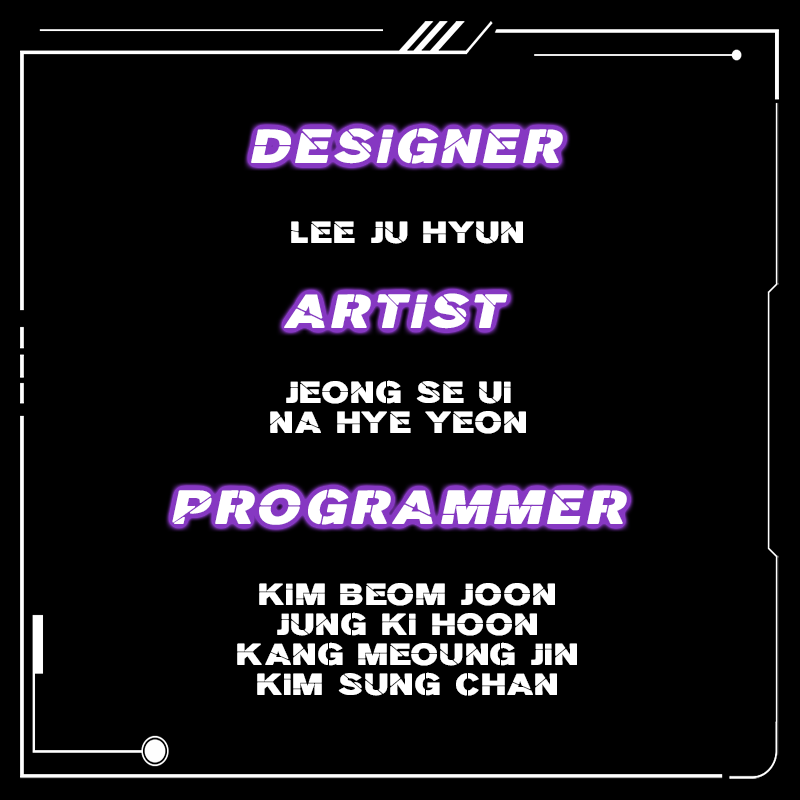 DESiGNER
LEE JU HYUN
ARTiST
JEONG SE Ui
NA HYE YEON
PROGRAMMER
KiM BEOM JOON
JUNG Ki HOON
KANG MEOUNG JiN
KiM SUNG CHAN